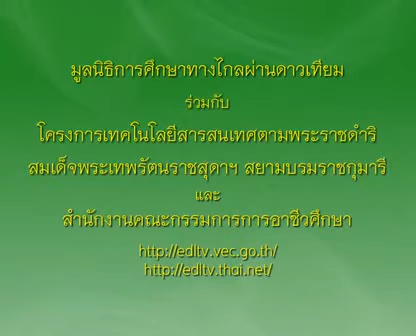 มูลนิธิการศึกษาทางไกลผ่านดาวเทียม
ร่วมกับ
โครงการเทคโนโลยีสารสนเทศตามพระราชดำริ
สมเด็จพระเทพรัตนราชสุดาฯ สยามบรมราชกุมารี
และ
สำนักงานคณะกรรมการการอาชีวศึกษา
http://edltv.vec.go.th/
http://edltv.thai.net/